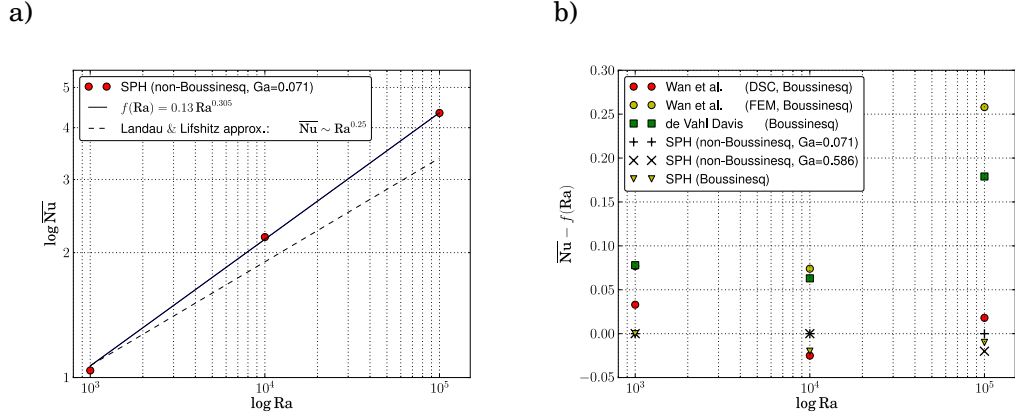 a)
5
4
3
2
1
log N̅u̅
SPH (non-Boussinesq, Ga=0.071)
f(Ra) = 0.13 Ra^0.305
Landau & Lifshitz approx.: N̅u̅ ∼ Ra^0.25
10^3 10^4 10^5
log Ra
b)
0.30
0.25
0.20
0.15
0.10
0.05
0.00
−0.05
N̅u̅ − f(Ra)
Wan et al. (DSC, Boussinesq)
Wan et al. (FEM, Boussinesq)
de Vahl Davis (Boussinesq)
SPH (non-Boussinesq, Ga=0.071)
SPH (non-Boussinesq, Ga=0.586)
SPH (Boussinesq)
10^3 10^4 10^5
log Ra